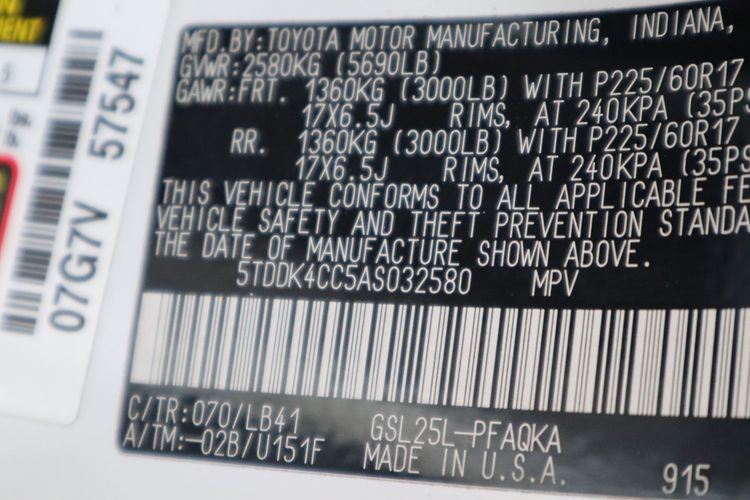 MFD.BY:TOYOTA MOTOR MANUFACTURING, INDIANA,
GVWR:2580KG (5690LB)
GAWR:FRT. 1360KG (3000LB) WITH P225/60R17
17X6.5J RIMS, AT 240KPA (35PS
RR. 1360KG (3000LB) WITH P225/60R17
17X6.5J RIMS, AT 240KPA (35PS
THIS VEHICLE CONFORMS TO ALL APPLICABLE FE
VEHICLE SAFETY AND THEFT PREVENTION STANDA
THE DATE OF MANUFACTURE SHOWN ABOVE.
5TDDK4CC5AS032580 MPV
C/TR:070/LB41 GSL25L-PFAQKA
A/TM:-02B/U151F MADE IN U.S.A. 915
07G7V 57547